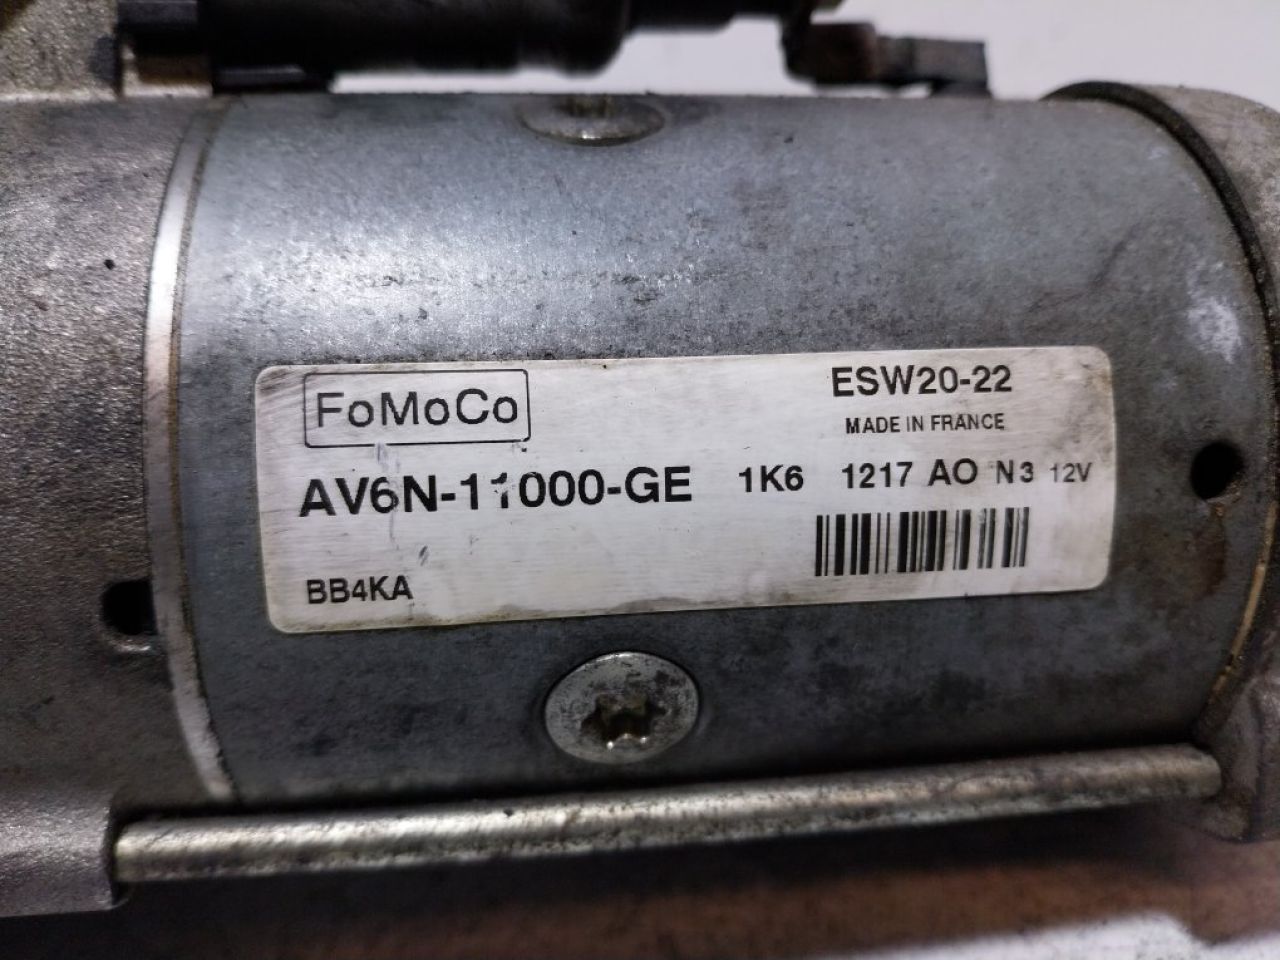 FoMoCo
ESW20-22
MADE IN FRANCE
AV6N-11000-GE 1K6 1217 AO N3 12V
BB4KA